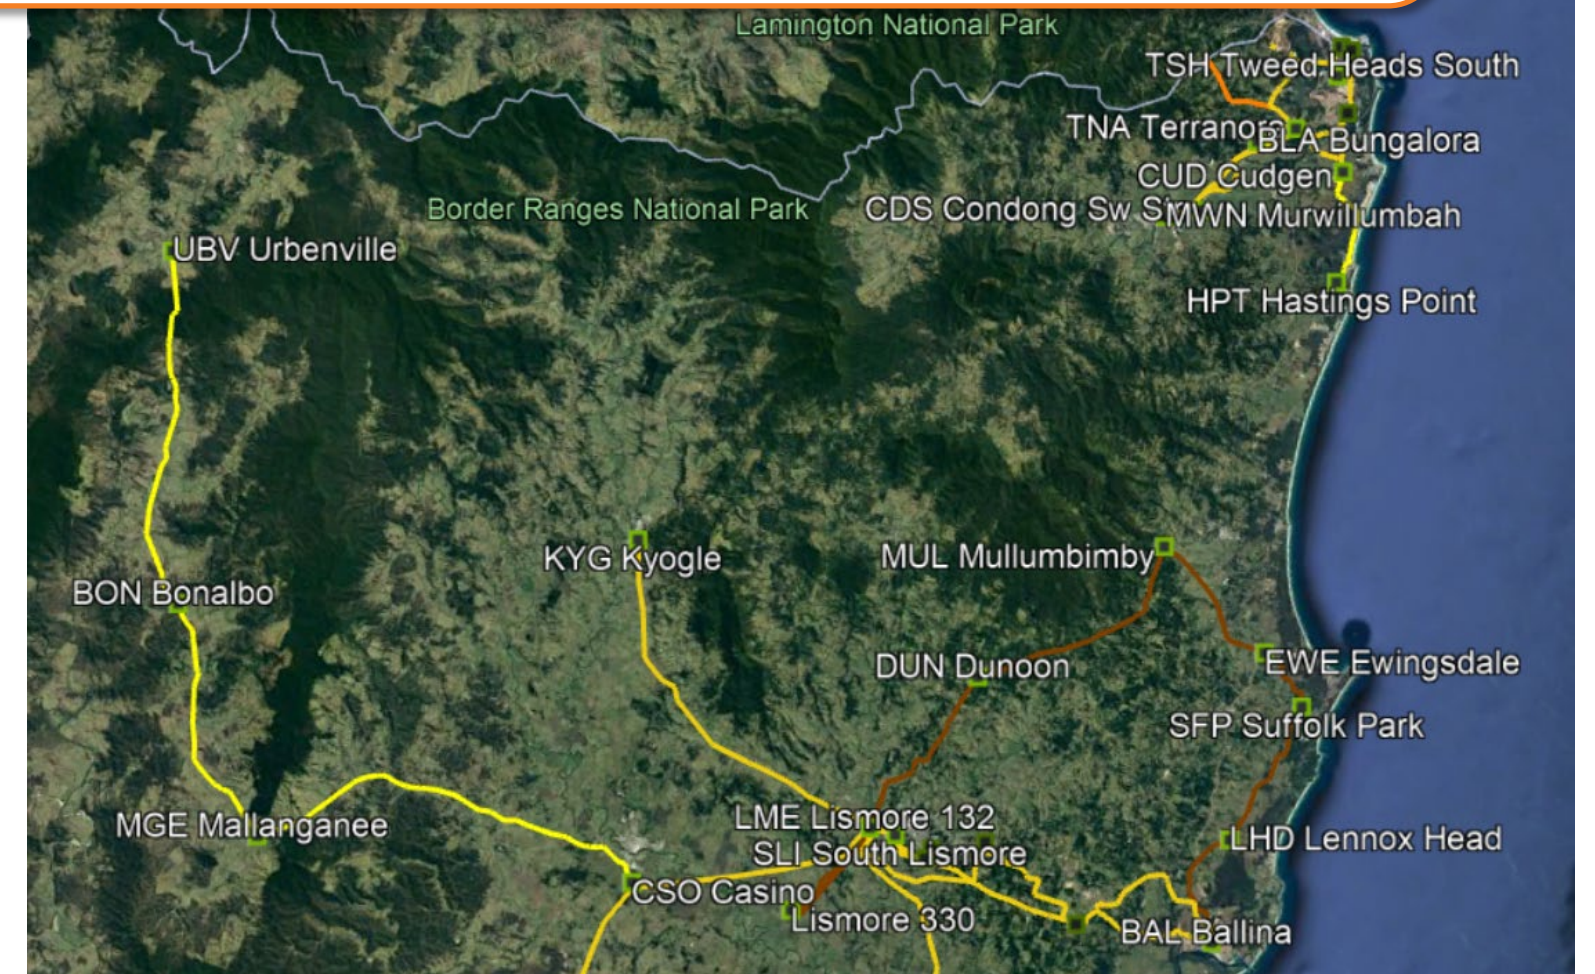 Lamington National Park
TSH Tweed Heads South
TNA Terranora
BLA Bungalora
CUD Cudgen
Border Ranges National Park
CDS Condong Sw
MWN Murwillumbah
UBV Urbenville
HPT Hastings Point
KYG Kyogle
MUL Mullumbimby
BON Bonalbo
DUN Dunoon
EWE Ewingsdale
SFP Suffolk Park
LME Lismore 132
MGE Mallanganee
LHD Lennox Head
SLI South Lismore
CSO Casino
Lismore 330
BAL Ballina